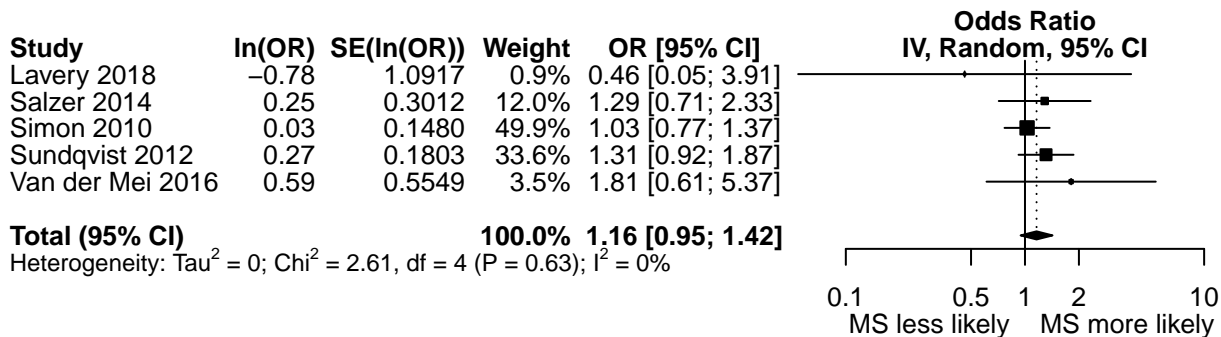 Odds Ratio
Study ln(OR) SE(ln(OR)) Weight OR [95% CI] IV, Random, 95% CI
Lavery 2018 −0.78 1.0917 0.9% 0.46 [0.05; 3.91]
Salzer 2014 0.25 0.3012 12.0% 1.29 [0.71; 2.33]
Simon 2010 0.03 0.1480 49.9% 1.03 [0.77; 1.37]
Sundqvist 2012 0.27 0.1803 33.6% 1.31 [0.92; 1.87]
Van der Mei 2016 0.59 0.5549 3.5% 1.81 [0.61; 5.37]
Total (95% CI) 100.0% 1.16 [0.95; 1.42]
Heterogeneity: Tau² = 0; Chi² = 2.61, df = 4 (P = 0.63); I² = 0%
0.1 0.5 1 2 10
MS less likely MS more likely